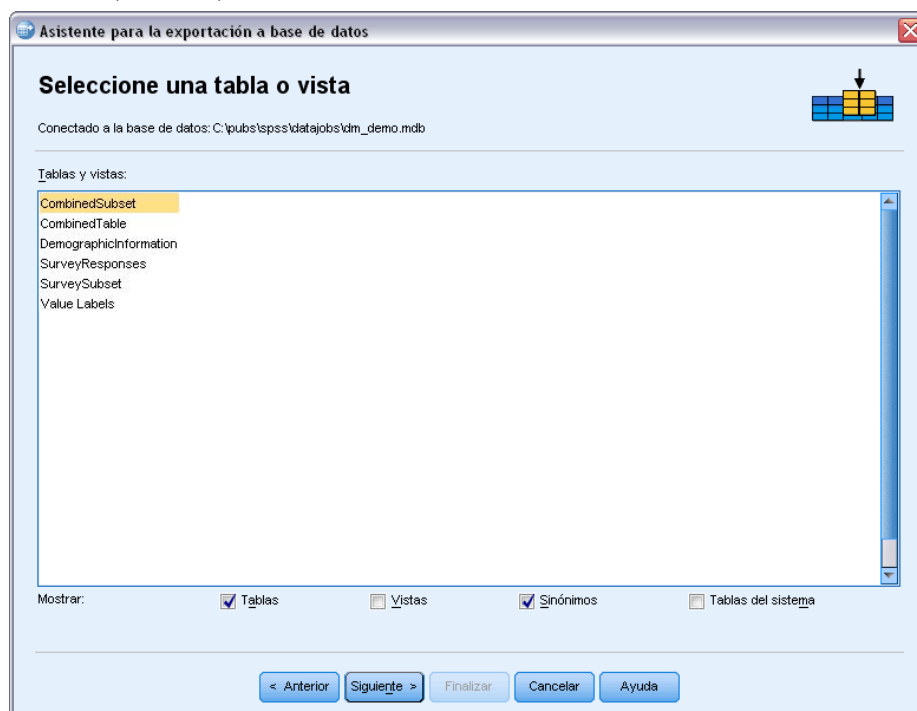 Asistente para la exportación a base de datos
Seleccione una tabla o vista
Conectado a la base de datos: C:\pubs\spss\datajobs\dm_demo.mdb
Tablas y vistas:
CombinedSubset
CombinedTable
DemographicInformation
SurveyResponses
SurveySubset
Value Labels
Mostrar: Tablas Vistas Sinónimos Tablas del sistema
< Anterior Siguiente > Finalizar Cancelar Ayuda